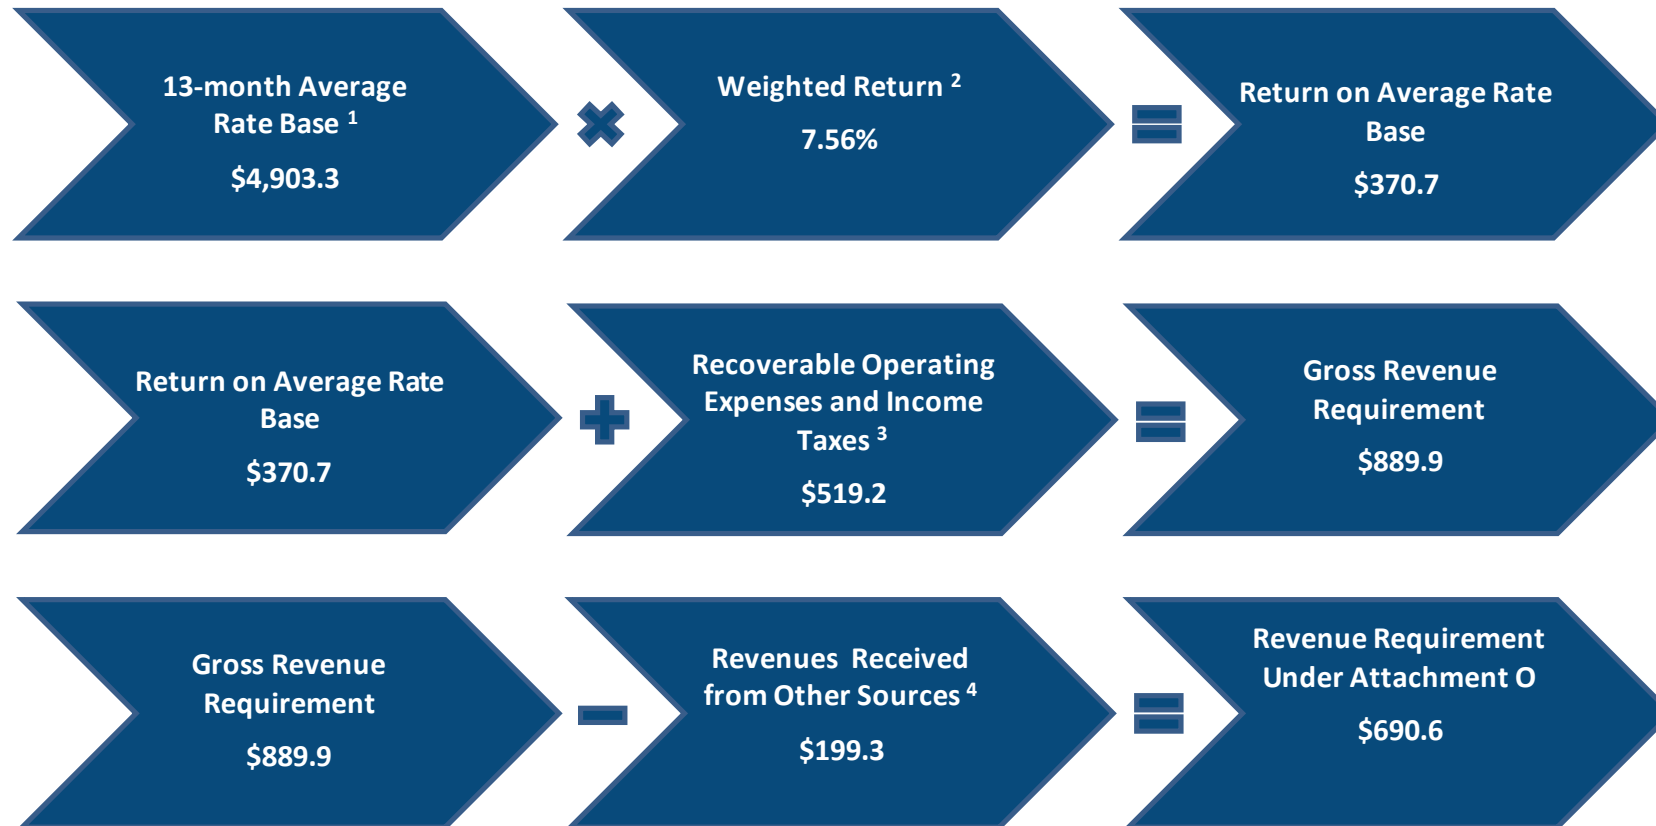 13-month Average
Rate Base 1
$4,903.3
Weighted Return 2
7.56%
Return on Average Rate
Base
$370.7
Return on Average Rate
Base
$370.7
Recoverable Operating
Expenses and Income
Taxes 3
$519.2
Gross Revenue
Requirement
$889.9
Gross Revenue
Requirement
$889.9
Revenues Received
from Other Sources 4
$199.3
Revenue Requirement
Under Attachment O
$690.6